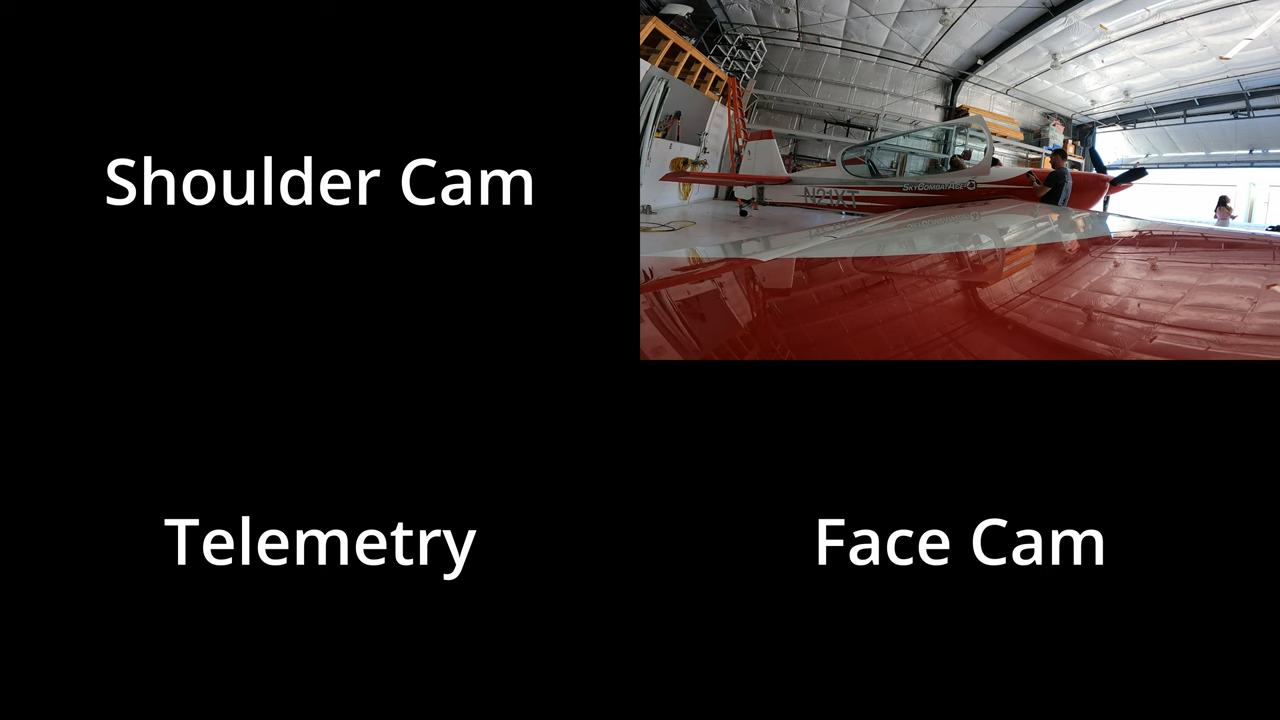 Shoulder Cam
N21XT
SkyCombatAce
Telemetry
Face Cam